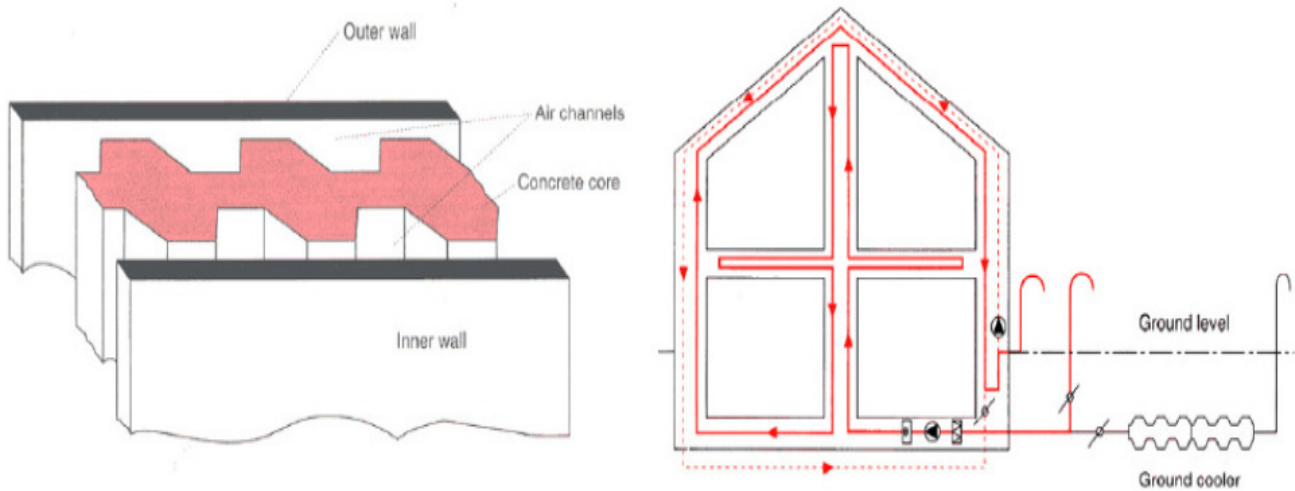 Outer wall
Air channels
Concrete core
Inner wall
Ground level
Ground cooler